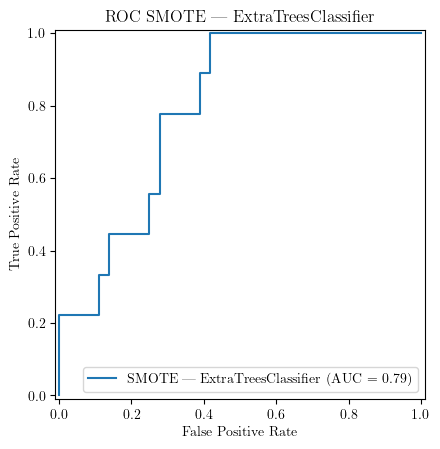 ROC SMOTE — ExtraTreesClassifier
1.0
0.8
0.6
0.4
0.2
0.0
True Positive Rate
SMOTE — ExtraTreesClassifier (AUC = 0.79)
0.0 0.2 0.4 0.6 0.8 1.0
False Positive Rate